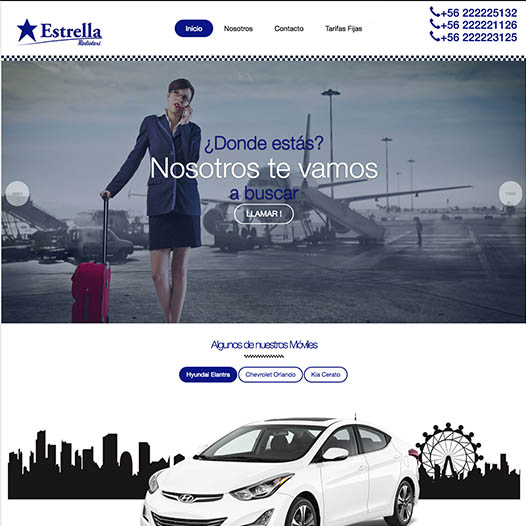 Estrella
Radiotaxi
Inicio
Nosotros
Contacto
Tarifas Fijas
+56 222225132
+56 222221126
+56 222223125
¿Donde estás?
Nosotros te vamos
a buscar
LLAMAR !
prev
next
Algunos de nuestros Móviles
Hyundai Elantra
Chevrolet Orlando
Kia Cerato